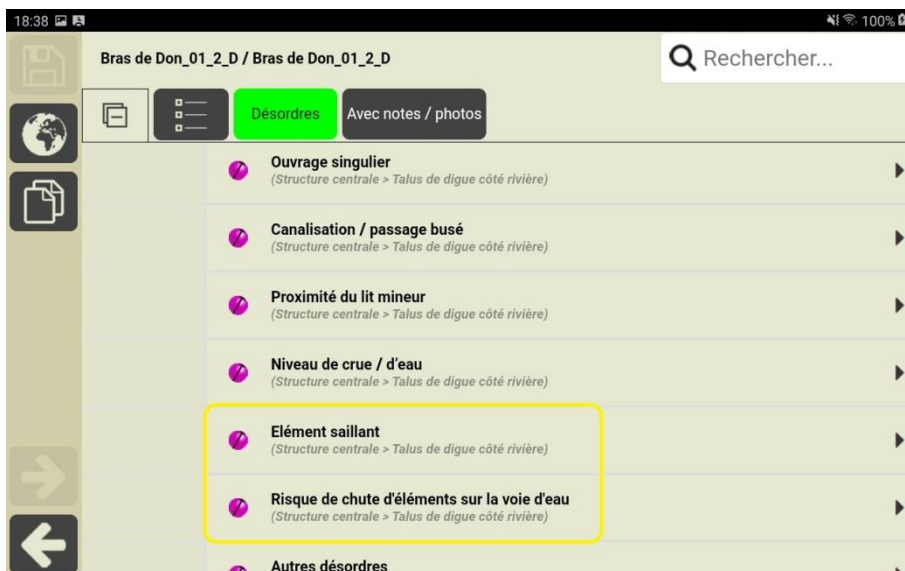 18:38 100%
Bras de Don_01_2_D / Bras de Don_01_2_D
Rechercher...
Désordres
Avec notes / photos
Ouvrage singulier
(Structure centrale > Talus de digue côté rivière)
Canalisation / passage busé
(Structure centrale > Talus de digue côté rivière)
Proximité du lit mineur
(Structure centrale > Talus de digue côté rivière)
Niveau de crue / d'eau
(Structure centrale > Talus de digue côté rivière)
Elément saillant
(Structure centrale > Talus de digue côté rivière)
Risque de chute d'éléments sur la voie d'eau
(Structure centrale > Talus de digue côté rivière)
Autres désordres